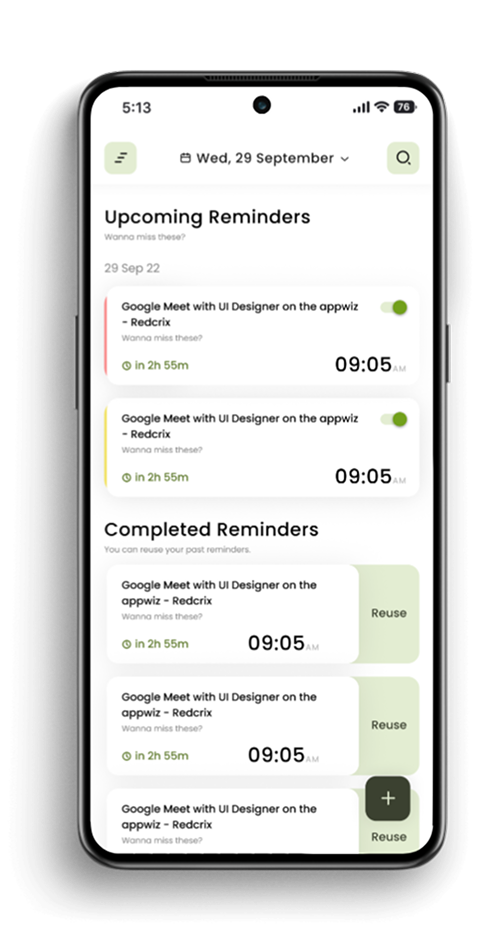 5:13
76
Wed, 29 September
Upcoming Reminders
Wanna miss these?
29 Sep 22
Google Meet with UI Designer on the appwiz
- Redcrix
Wanna miss these?
in 2h 55m
09:05 AM
Google Meet with UI Designer on the appwiz
- Redcrix
Wanna miss these?
in 2h 55m
09:05 AM
Completed Reminders
You can reuse your past reminders.
Google Meet with UI Designer on the
appwiz - Redcrix
Wanna miss these?
in 2h 55m
09:05 AM
Reuse
Google Meet with UI Designer on the
appwiz - Redcrix
Wanna miss these?
in 2h 55m
09:05 AM
Reuse
Google Meet with UI Designer on the
appwiz - Redcrix
Wanna miss these?
Reuse